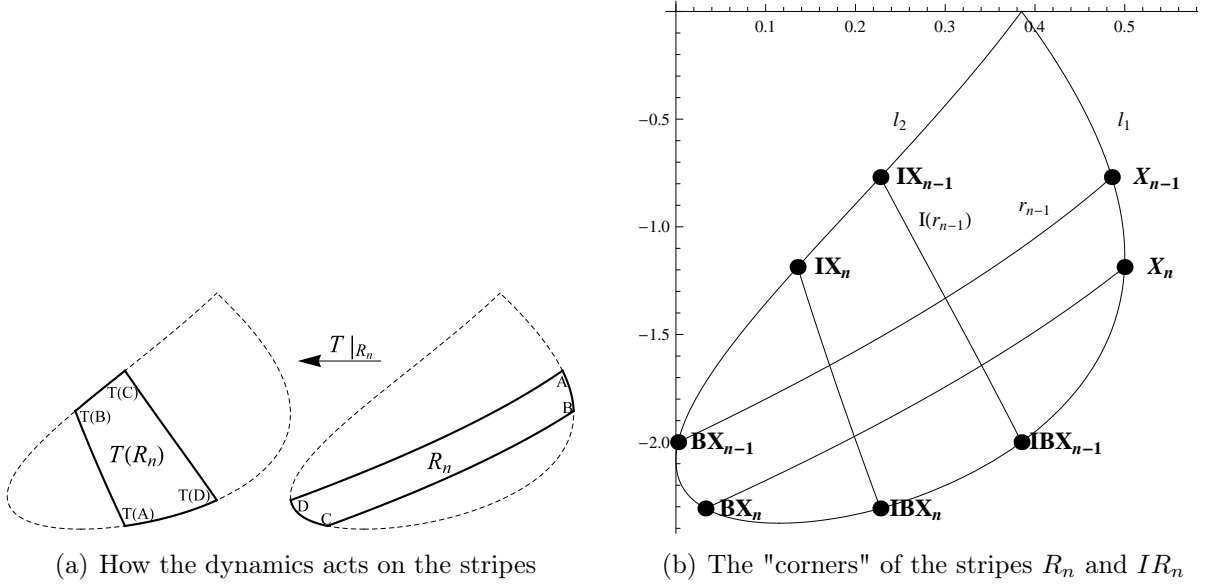 T |_{R_n}
A
B
R_n
D
C
T(C)
T(B)
T(R_n)
T(D)
T(A)
(a) How the dynamics acts on the stripes
0.1 0.2 0.3 0.4 0.5
−0.5
−1.0
−1.5
−2.0
l_2
l_1
IX_{n−1}
X_{n−1}
r_{n−1}
I(r_{n−1})
IX_n
X_n
BX_{n−1}
IBX_{n−1}
BX_n
IBX_n
(b) The "corners" of the stripes R_n and IR_n